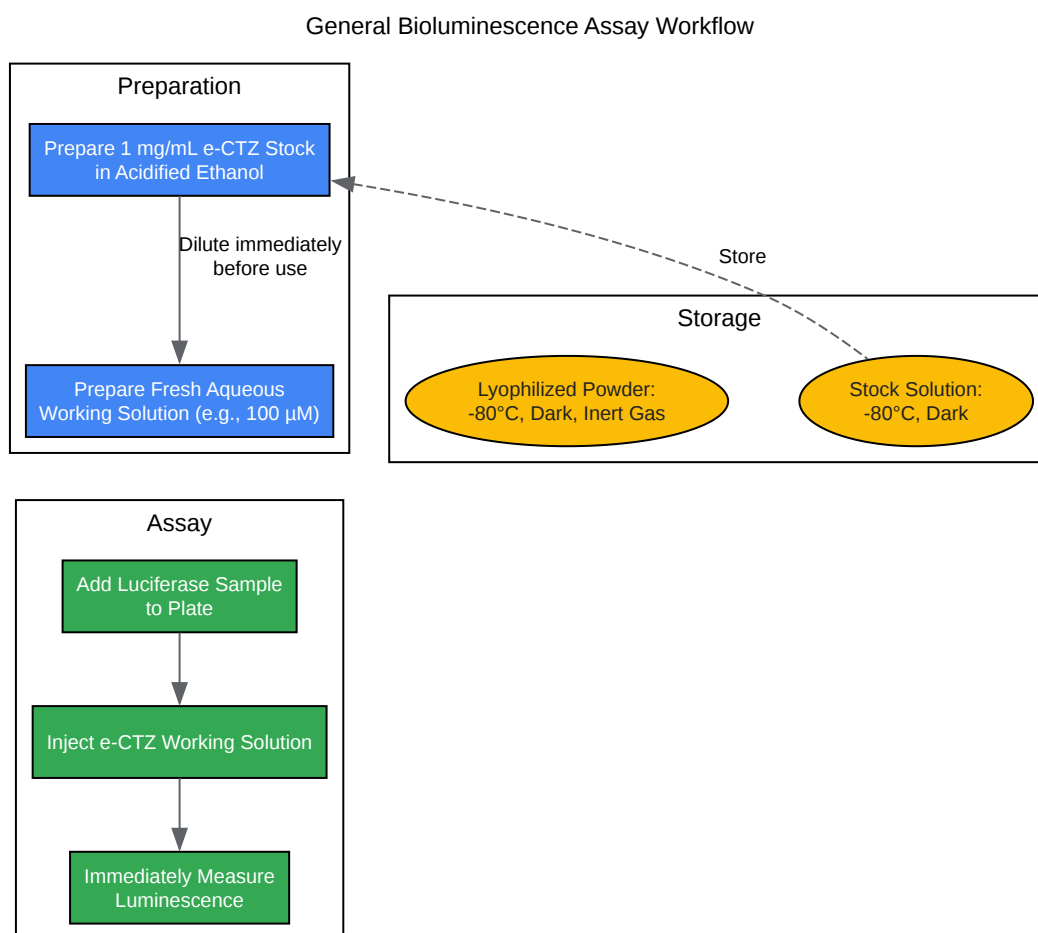 General Bioluminescence Assay Workflow
Preparation
Prepare 1 mg/mL e-CTZ Stock
in Acidified Ethanol
Dilute immediately
before use
Prepare Fresh Aqueous
Working Solution (e.g., 100 µM)
Store
Storage
Lyophilized Powder:
-80°C, Dark, Inert Gas
Stock Solution:
-80°C, Dark
Assay
Add Luciferase Sample
to Plate
Inject e-CTZ Working Solution
Immediately Measure
Luminescence